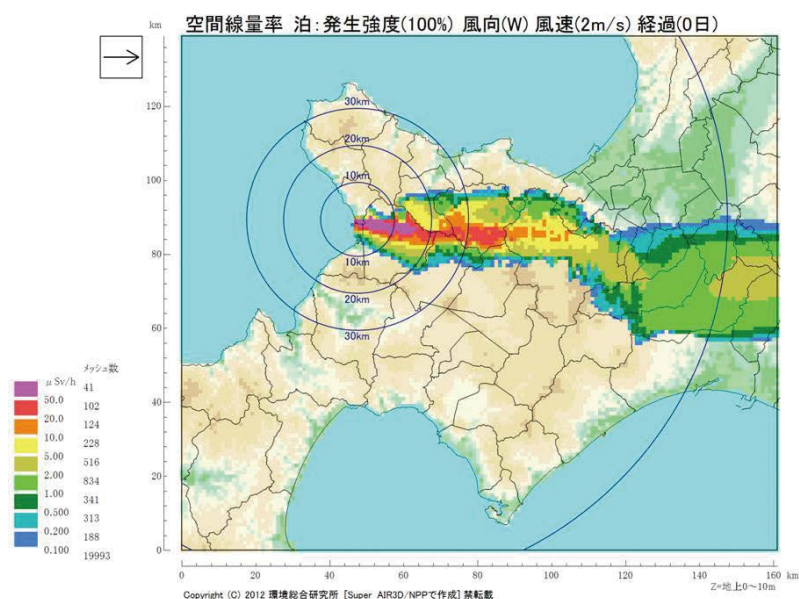 空間線量率 泊:発生強度(100%) 風向(W) 風速(2m/s) 経過(0日)
km
120
100
80
60
40
20
0
30km
20km
10km
10km
20km
30km
μSv/h メッシュ数
41
50.0 102
20.0 124
10.0 228
5.00 516
2.00 834
1.00 341
0.500 313
0.200 188
0.100 19993
0 20 40 60 80 100 120 140 160 km
Z=地上0～10m
Copyright (C) 2012 環境総合研究所 [Super AIR3D/NPPで作成] 禁転載